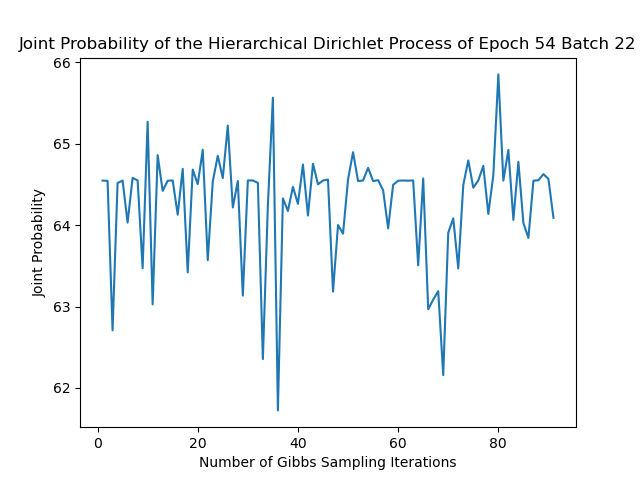 Joint Probability of the Hierarchical Dirichlet Process of Epoch 54 Batch 22
66
65
64
63
62
Joint Probability
0 20 40 60 80
Number of Gibbs Sampling Iterations